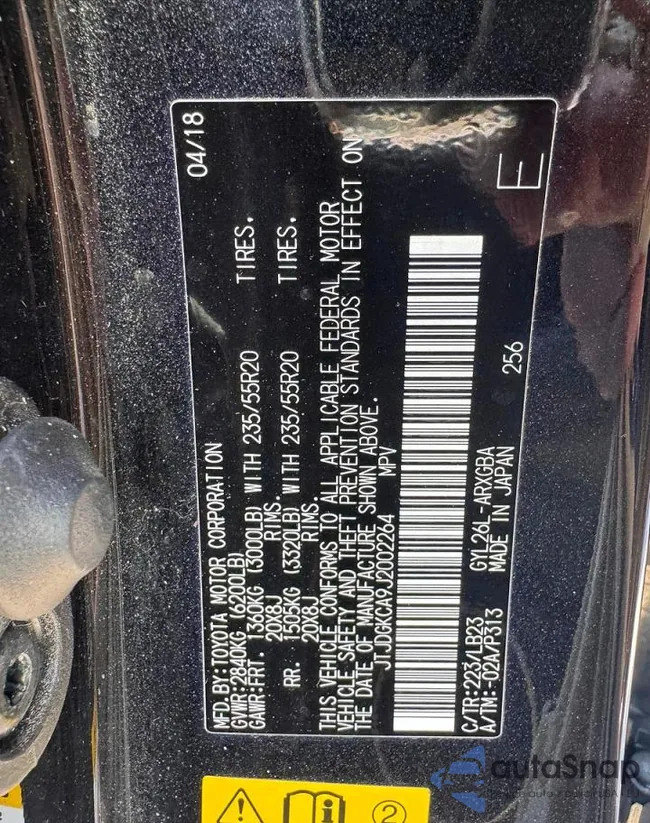 MFD.BY:TOYOTA MOTOR CORPORATION 04/18
GVWR:2840KG (6200LB)
GAWR:FRT. 1360KG (3000LB) WITH 235/55R20 TIRES.
20X8J RIMS.
RR. 1505KG (3320LB) WITH 235/55R20 TIRES.
20X8J RIMS.
THIS VEHICLE CONFORMS TO ALL APPLICABLE FEDERAL MOTOR
VEHICLE SAFETY AND THEFT PREVENTION STANDARDS IN EFFECT ON
THE DATE OF MANUFACTURE SHOWN ABOVE.
JTJDGKCA9J2002264 MPV
C/TR:223/LB23 GYL26L-ARXGBA 256 E
A/TM:-02A/P313 MADE IN JAPAN
2
autaSnap